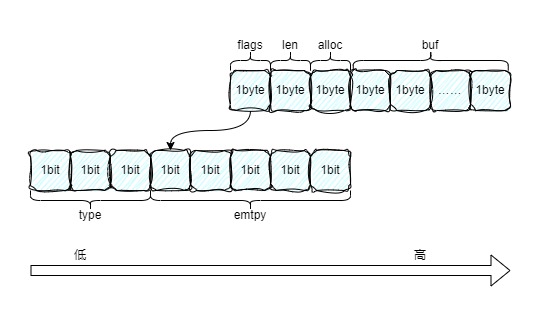 flags len alloc buf
1byte 1byte 1byte 1byte 1byte …… 1byte
1bit 1bit 1bit 1bit 1bit 1bit 1bit 1bit
type emtpy
低 高